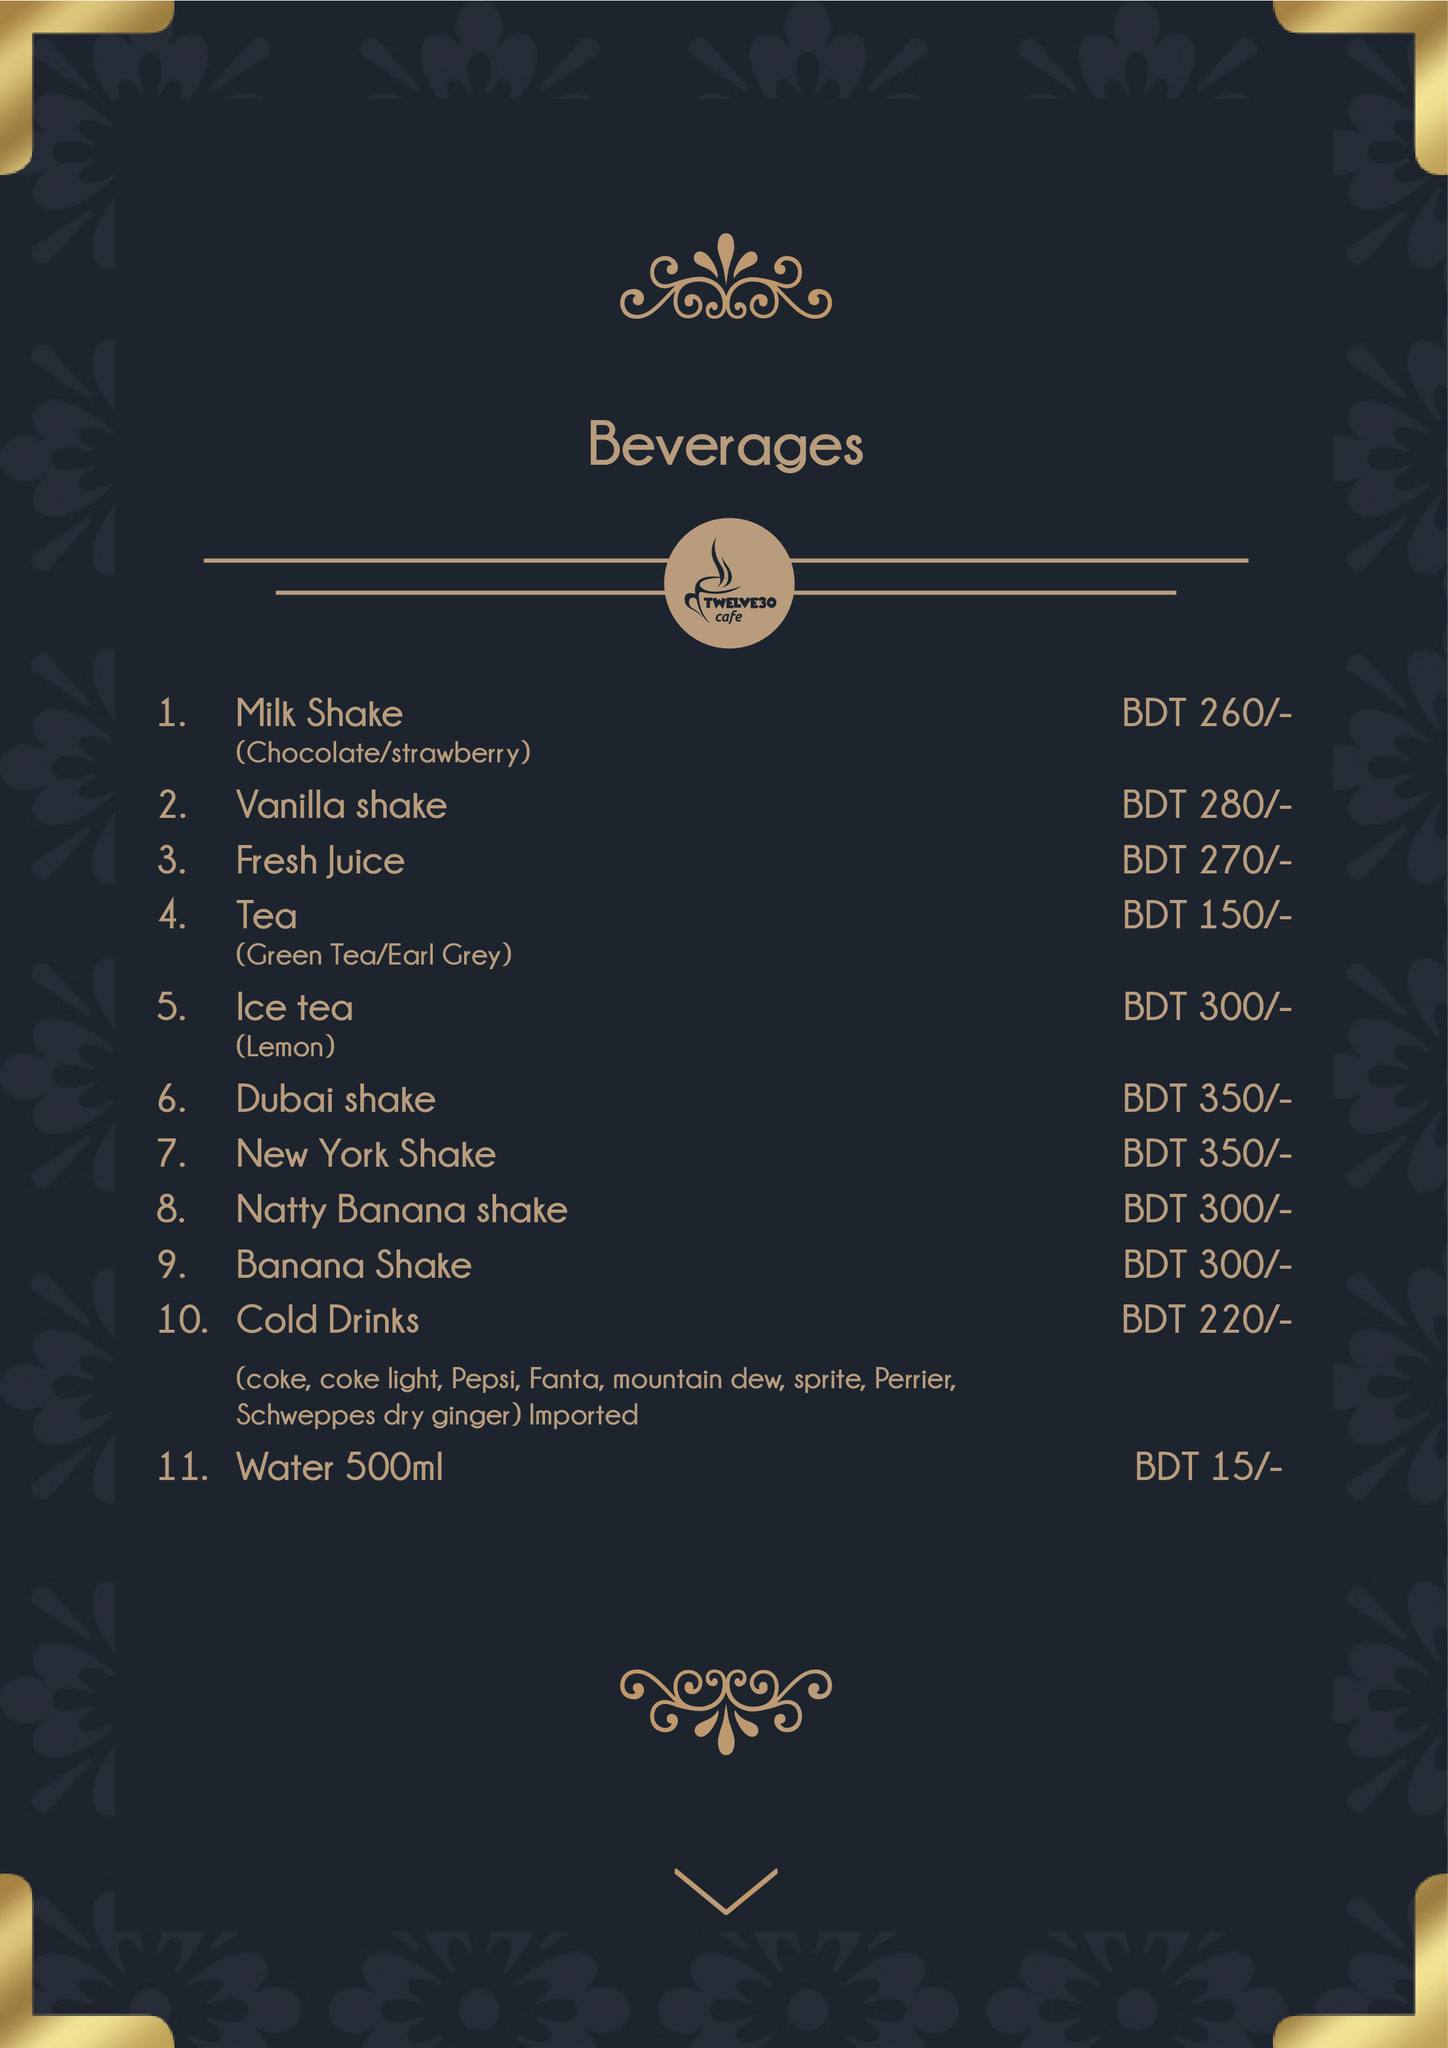 Beverages
TWELVE30
cafe
1. Milk Shake BDT 260/-
(Chocolate/strawberry)
2. Vanilla shake BDT 280/-
3. Fresh Juice BDT 270/-
4. Tea BDT 150/-
(Green Tea/Earl Grey)
5. Ice tea BDT 300/-
(Lemon)
6. Dubai shake BDT 350/-
7. New York Shake BDT 350/-
8. Natty Banana shake BDT 300/-
9. Banana Shake BDT 300/-
10. Cold Drinks BDT 220/-
(coke, coke light, Pepsi, Fanta, mountain dew, sprite, Perrier,
Schweppes dry ginger) Imported
11. Water 500ml BDT 15/-